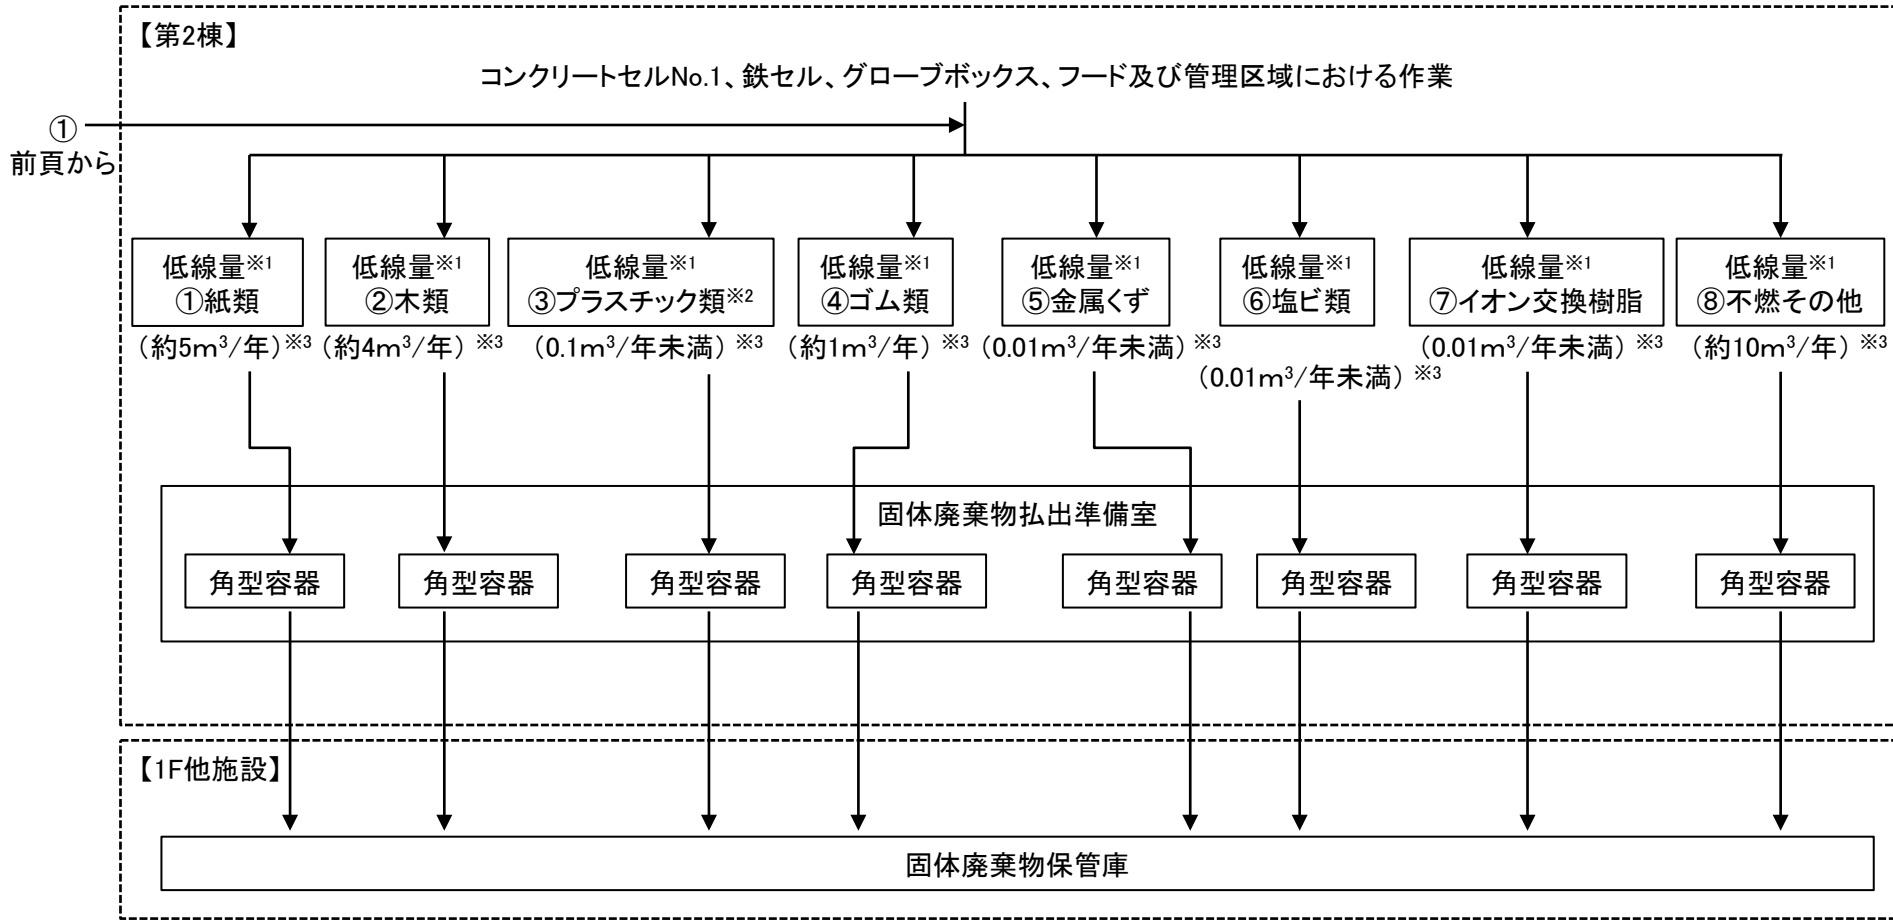 【第2棟】
コンクリートセルNo.1、鉄セル、グローブボックス、フード及び管理区域における作業
①
前頁から
低線量※1
①紙類
(約5m³/年)※3
低線量※1
②木類
(約4m³/年)※3
低線量※1
③プラスチック類※2
(0.1m³/年未満)※3
低線量※1
④ゴム類
(約1m³/年)※3
低線量※1
⑤金属くず
(0.01m³/年未満)※3
低線量※1
⑥塩ビ類
(0.01m³/年未満)※3
低線量※1
⑦イオン交換樹脂
(0.01m³/年未満)※3
低線量※1
⑧不燃その他
(約10m³/年)※3
固体廃棄物払出準備室
角型容器
角型容器
角型容器
角型容器
角型容器
角型容器
角型容器
角型容器
【1F他施設】
固体廃棄物保管庫